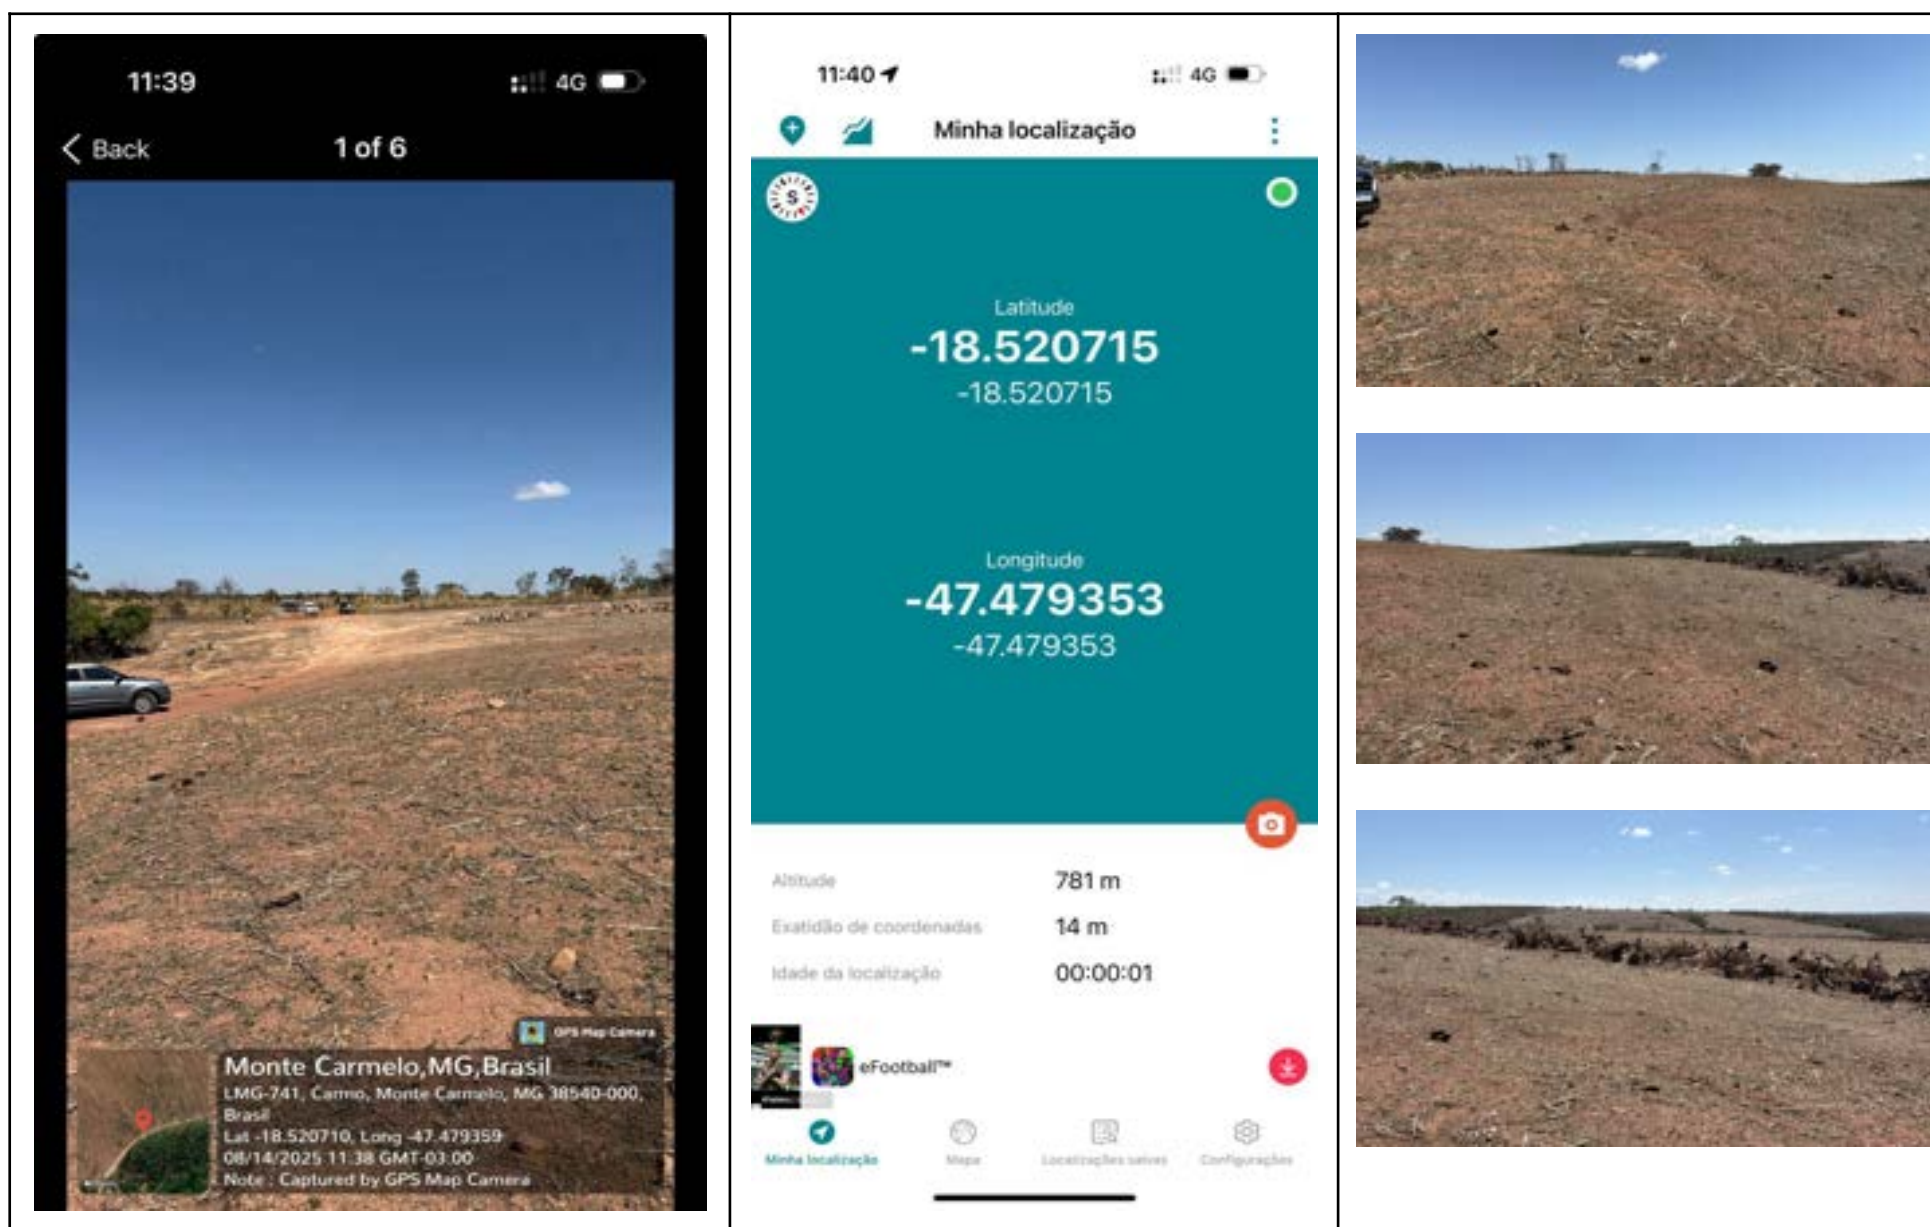 11:39
4G
Back
1 of 6
GPS Map Camera
Monte Carmelo,MG,Brasil
LMG-741, Carmo, Monte Carmelo, MG 38540-000,
Brasil
Lat -18.520710, Long -47.479359
08/14/2025 11:38 GMT-03:00
Note : Captured by GPS Map Camera
11:40
4G
Minha localização
S
Latitude
-18.520715
-18.520715
Longitude
-47.479353
-47.479353
Altitude
781 m
Exatidão de coordenadas
14 m
Idade da localização
00:00:01
eFootball™
Minha localização
Mapa
Localizações salvas
Configurações